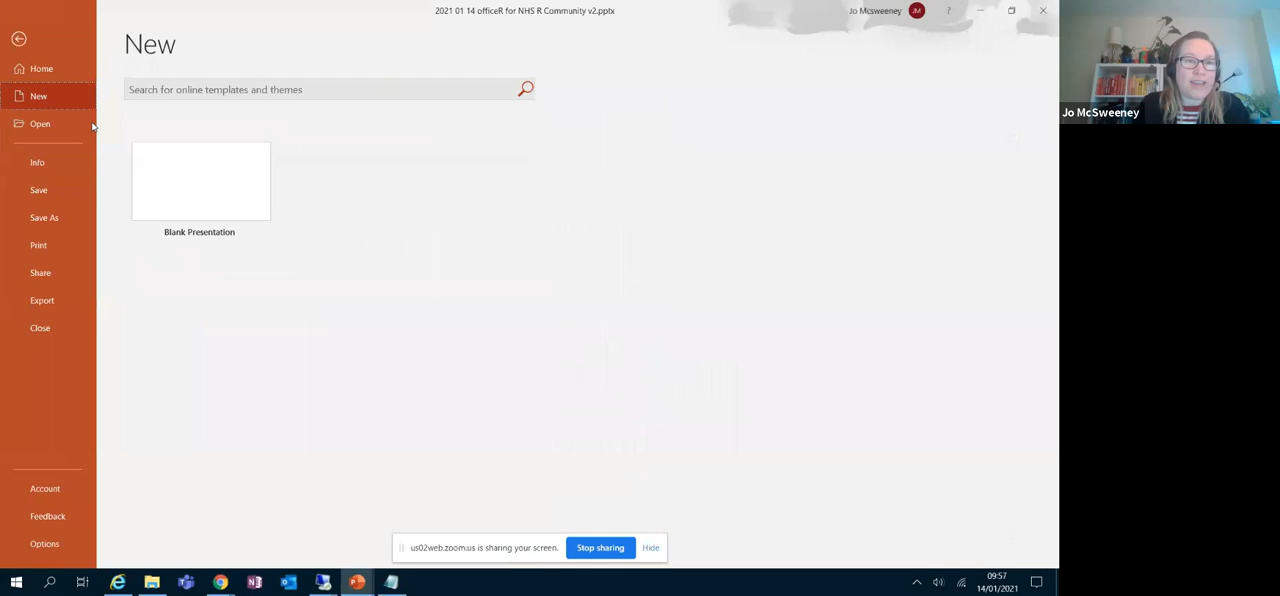 2021 01 14 officeR for NHS R Community v2.pptx
Jo Mcsweeney
JM
?
New
Home
New
Open
Info
Save
Save As
Print
Share
Export
Close
Account
Feedback
Options
Search for online templates and themes
Blank Presentation
Jo McSweeney
us02web.zoom.us is sharing your screen.
Stop sharing
Hide
09:57
14/01/2021